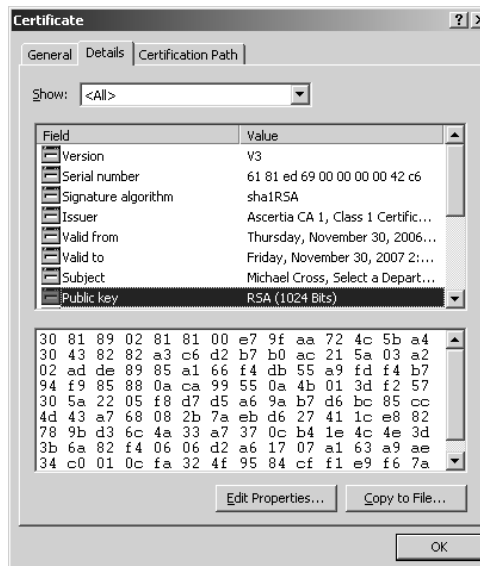 Certificate
General Details Certification Path
Show: <All>
Field Value
Version V3
Serial number 61 81 ed 69 00 00 00 00 42 c6
Signature algorithm sha1RSA
Issuer Ascertia CA 1, Class 1 Certific...
Valid from Thursday, November 30, 2006...
Valid to Friday, November 30, 2007 2:...
Subject Michael Cross, Select a Depart...
Public key RSA (1024 Bits)
30 81 89 02 81 81 00 e7 9f aa 72 4c 5b a4
30 43 82 82 a3 c6 d2 b7 b0 ac 21 5a 03 a2
02 ad de 89 85 a1 66 f4 db 55 a9 fd f4 b7
94 f9 85 88 0a ca 99 55 0a 4b 01 3d f2 57
30 5a 22 05 f8 d7 d5 a6 9a b7 d6 bc 85 cc
4d 43 a7 68 08 2b 7a eb d6 27 41 1c e8 82
78 9b d3 6c 4a 33 a7 37 0c b4 1e 4c 4e 3d
3b 6a 82 f4 06 06 d2 a6 17 07 a1 63 a9 ae
34 c0 01 0c fa 32 4f 95 84 cf f1 e9 f6 7a
Edit Properties... Copy to File...
OK